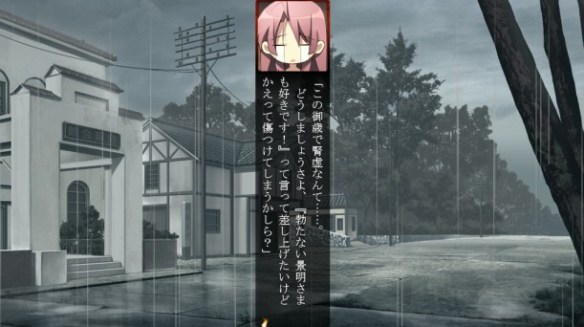 「この御歳で腎虚なんて……。
どうしましょうさよ、『勃たない景明さま
も好きです！』って言って差し上げたいけど
かえって傷つけてしまうかしら？」